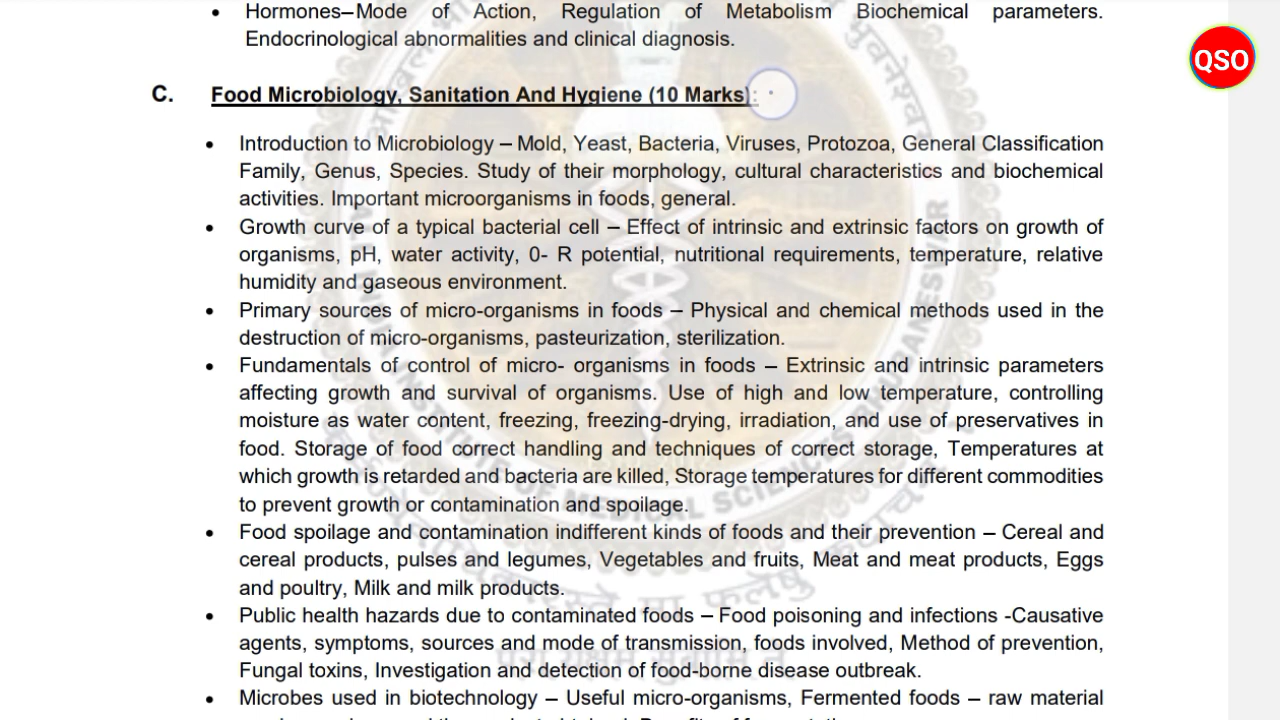 • Hormones–Mode of Action, Regulation of Metabolism Biochemical parameters.
Endocrinological abnormalities and clinical diagnosis.
QSO
C. Food Microbiology, Sanitation And Hygiene (10 Marks):
• Introduction to Microbiology – Mold, Yeast, Bacteria, Viruses, Protozoa, General Classification
Family, Genus, Species. Study of their morphology, cultural characteristics and biochemical
activities. Important microorganisms in foods, general.
• Growth curve of a typical bacterial cell – Effect of intrinsic and extrinsic factors on growth of
organisms, pH, water activity, 0- R potential, nutritional requirements, temperature, relative
humidity and gaseous environment.
• Primary sources of micro-organisms in foods – Physical and chemical methods used in the
destruction of micro-organisms, pasteurization, sterilization.
• Fundamentals of control of micro- organisms in foods – Extrinsic and intrinsic parameters
affecting growth and survival of organisms. Use of high and low temperature, controlling
moisture as water content, freezing, freezing-drying, irradiation, and use of preservatives in
food. Storage of food correct handling and techniques of correct storage, Temperatures at
which growth is retarded and bacteria are killed, Storage temperatures for different commodities
to prevent growth or contamination and spoilage.
• Food spoilage and contamination indifferent kinds of foods and their prevention – Cereal and
cereal products, pulses and legumes, Vegetables and fruits, Meat and meat products, Eggs
and poultry, Milk and milk products.
• Public health hazards due to contaminated foods – Food poisoning and infections -Causative
agents, symptoms, sources and mode of transmission, foods involved, Method of prevention,
Fungal toxins, Investigation and detection of food-borne disease outbreak.
• Microbes used in biotechnology – Useful micro-organisms, Fermented foods – raw material